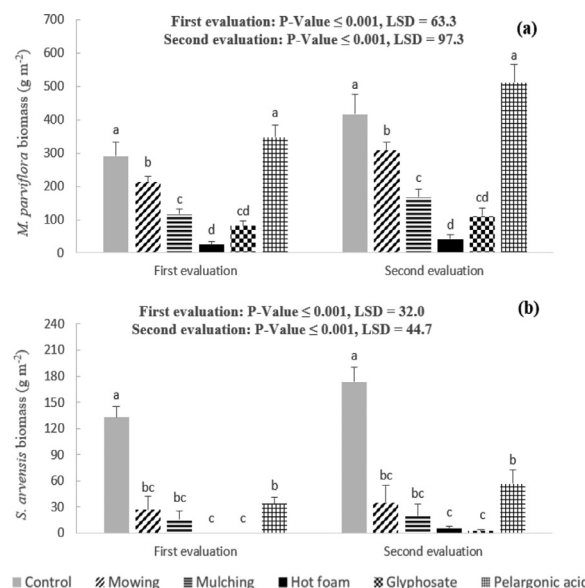 First evaluation: P-Value ≤ 0.001, LSD = 63.3
Second evaluation: P-Value ≤ 0.001, LSD = 97.3
(a)
M. parviflora biomass (g m⁻²)
700
600
500
400
300
200
100
0
a
b
c
d
cd
a
a
b
c
d
cd
a
First evaluation
Second evaluation
First evaluation: P-Value ≤ 0.001, LSD = 32.0
Second evaluation: P-Value ≤ 0.001, LSD = 44.7
(b)
S. arvensis biomass (g m⁻²)
240
210
180
150
120
90
60
30
0
a
bc
bc
c
c
b
a
bc
bc
c
c
b
First evaluation
Second evaluation
Control Mowing Mulching Hot foam Glyphosate Pelargonic acid